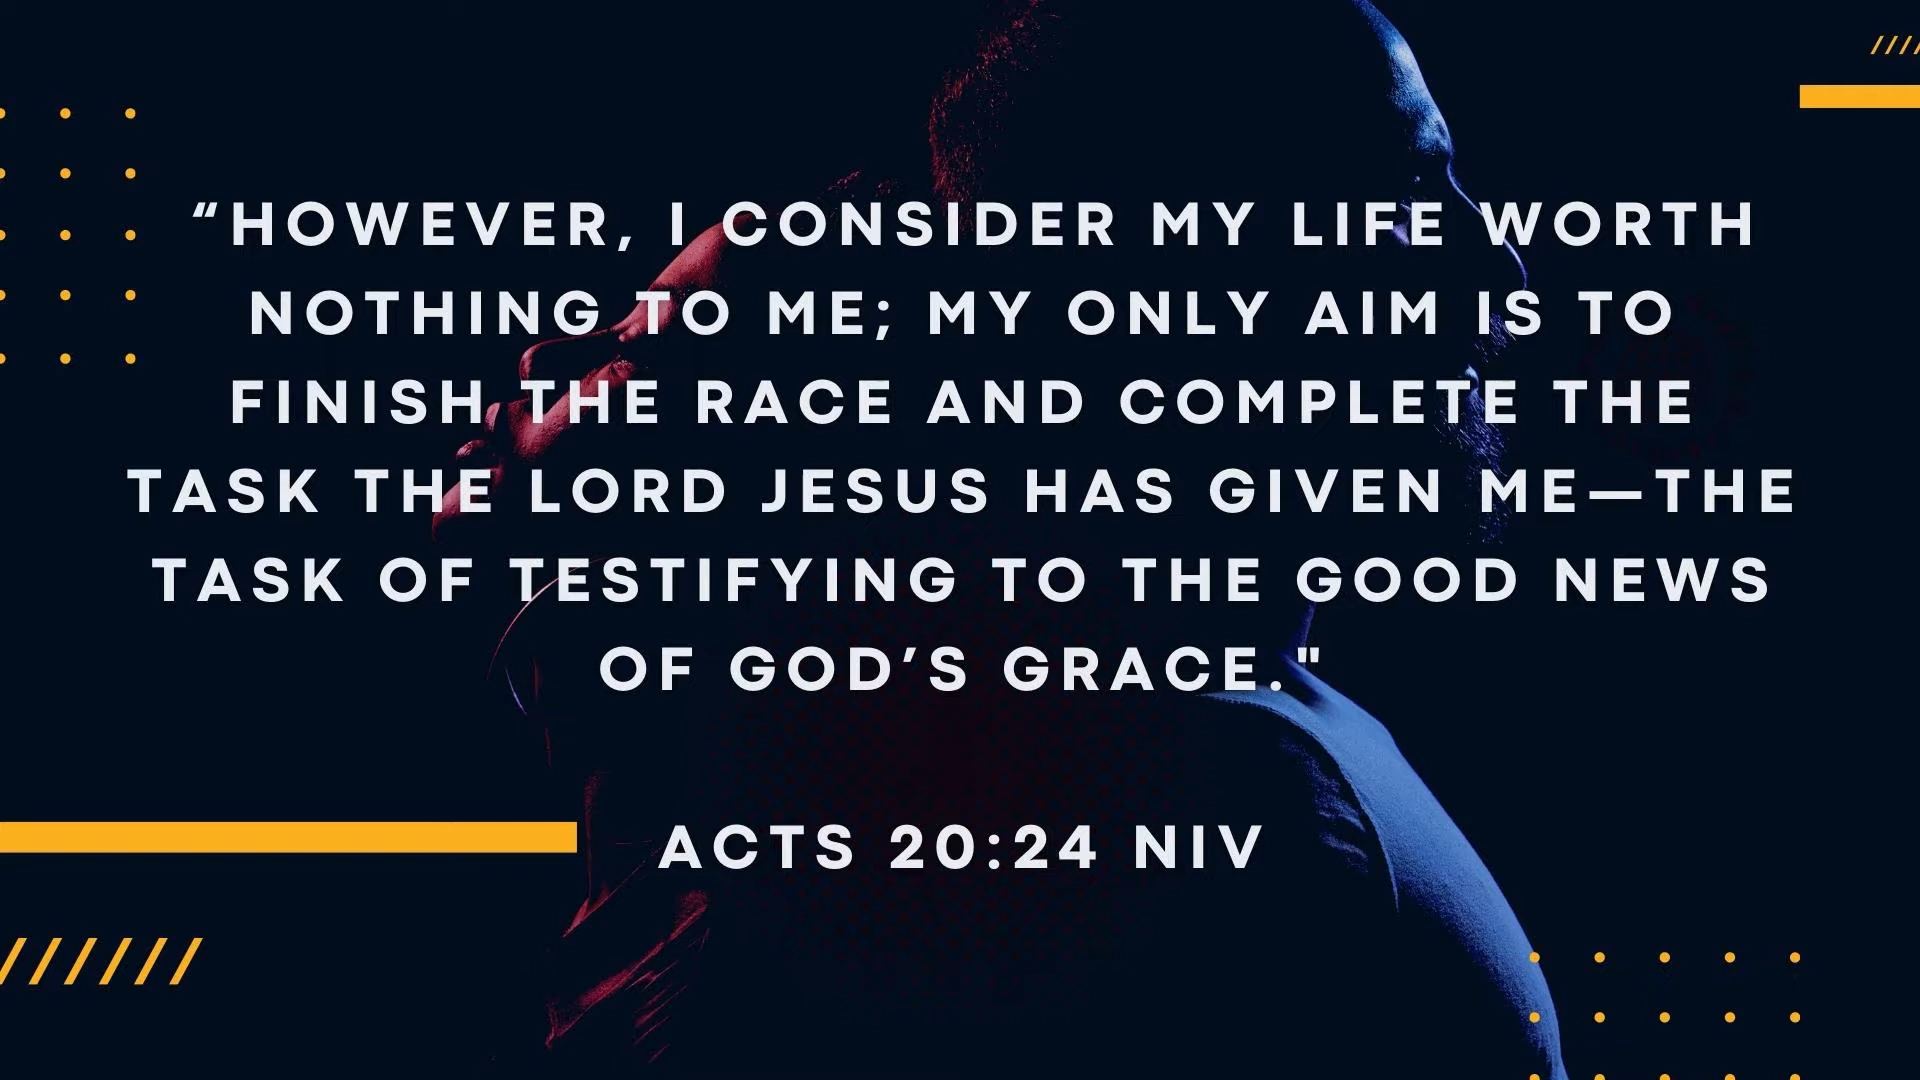 “HOWEVER, I CONSIDER MY LIFE WORTH
NOTHING TO ME; MY ONLY AIM IS TO
FINISH THE RACE AND COMPLETE THE
TASK THE LORD JESUS HAS GIVEN ME—THE
TASK OF TESTIFYING TO THE GOOD NEWS
OF GOD’S GRACE."
ACTS 20:24 NIV